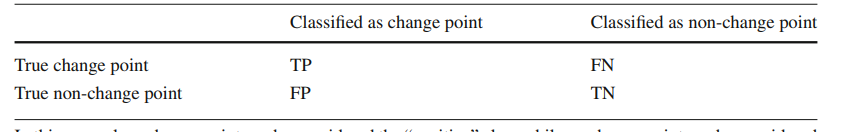 Classified as change point Classified as non-change point
True change point TP FN
True non-change point FP TN